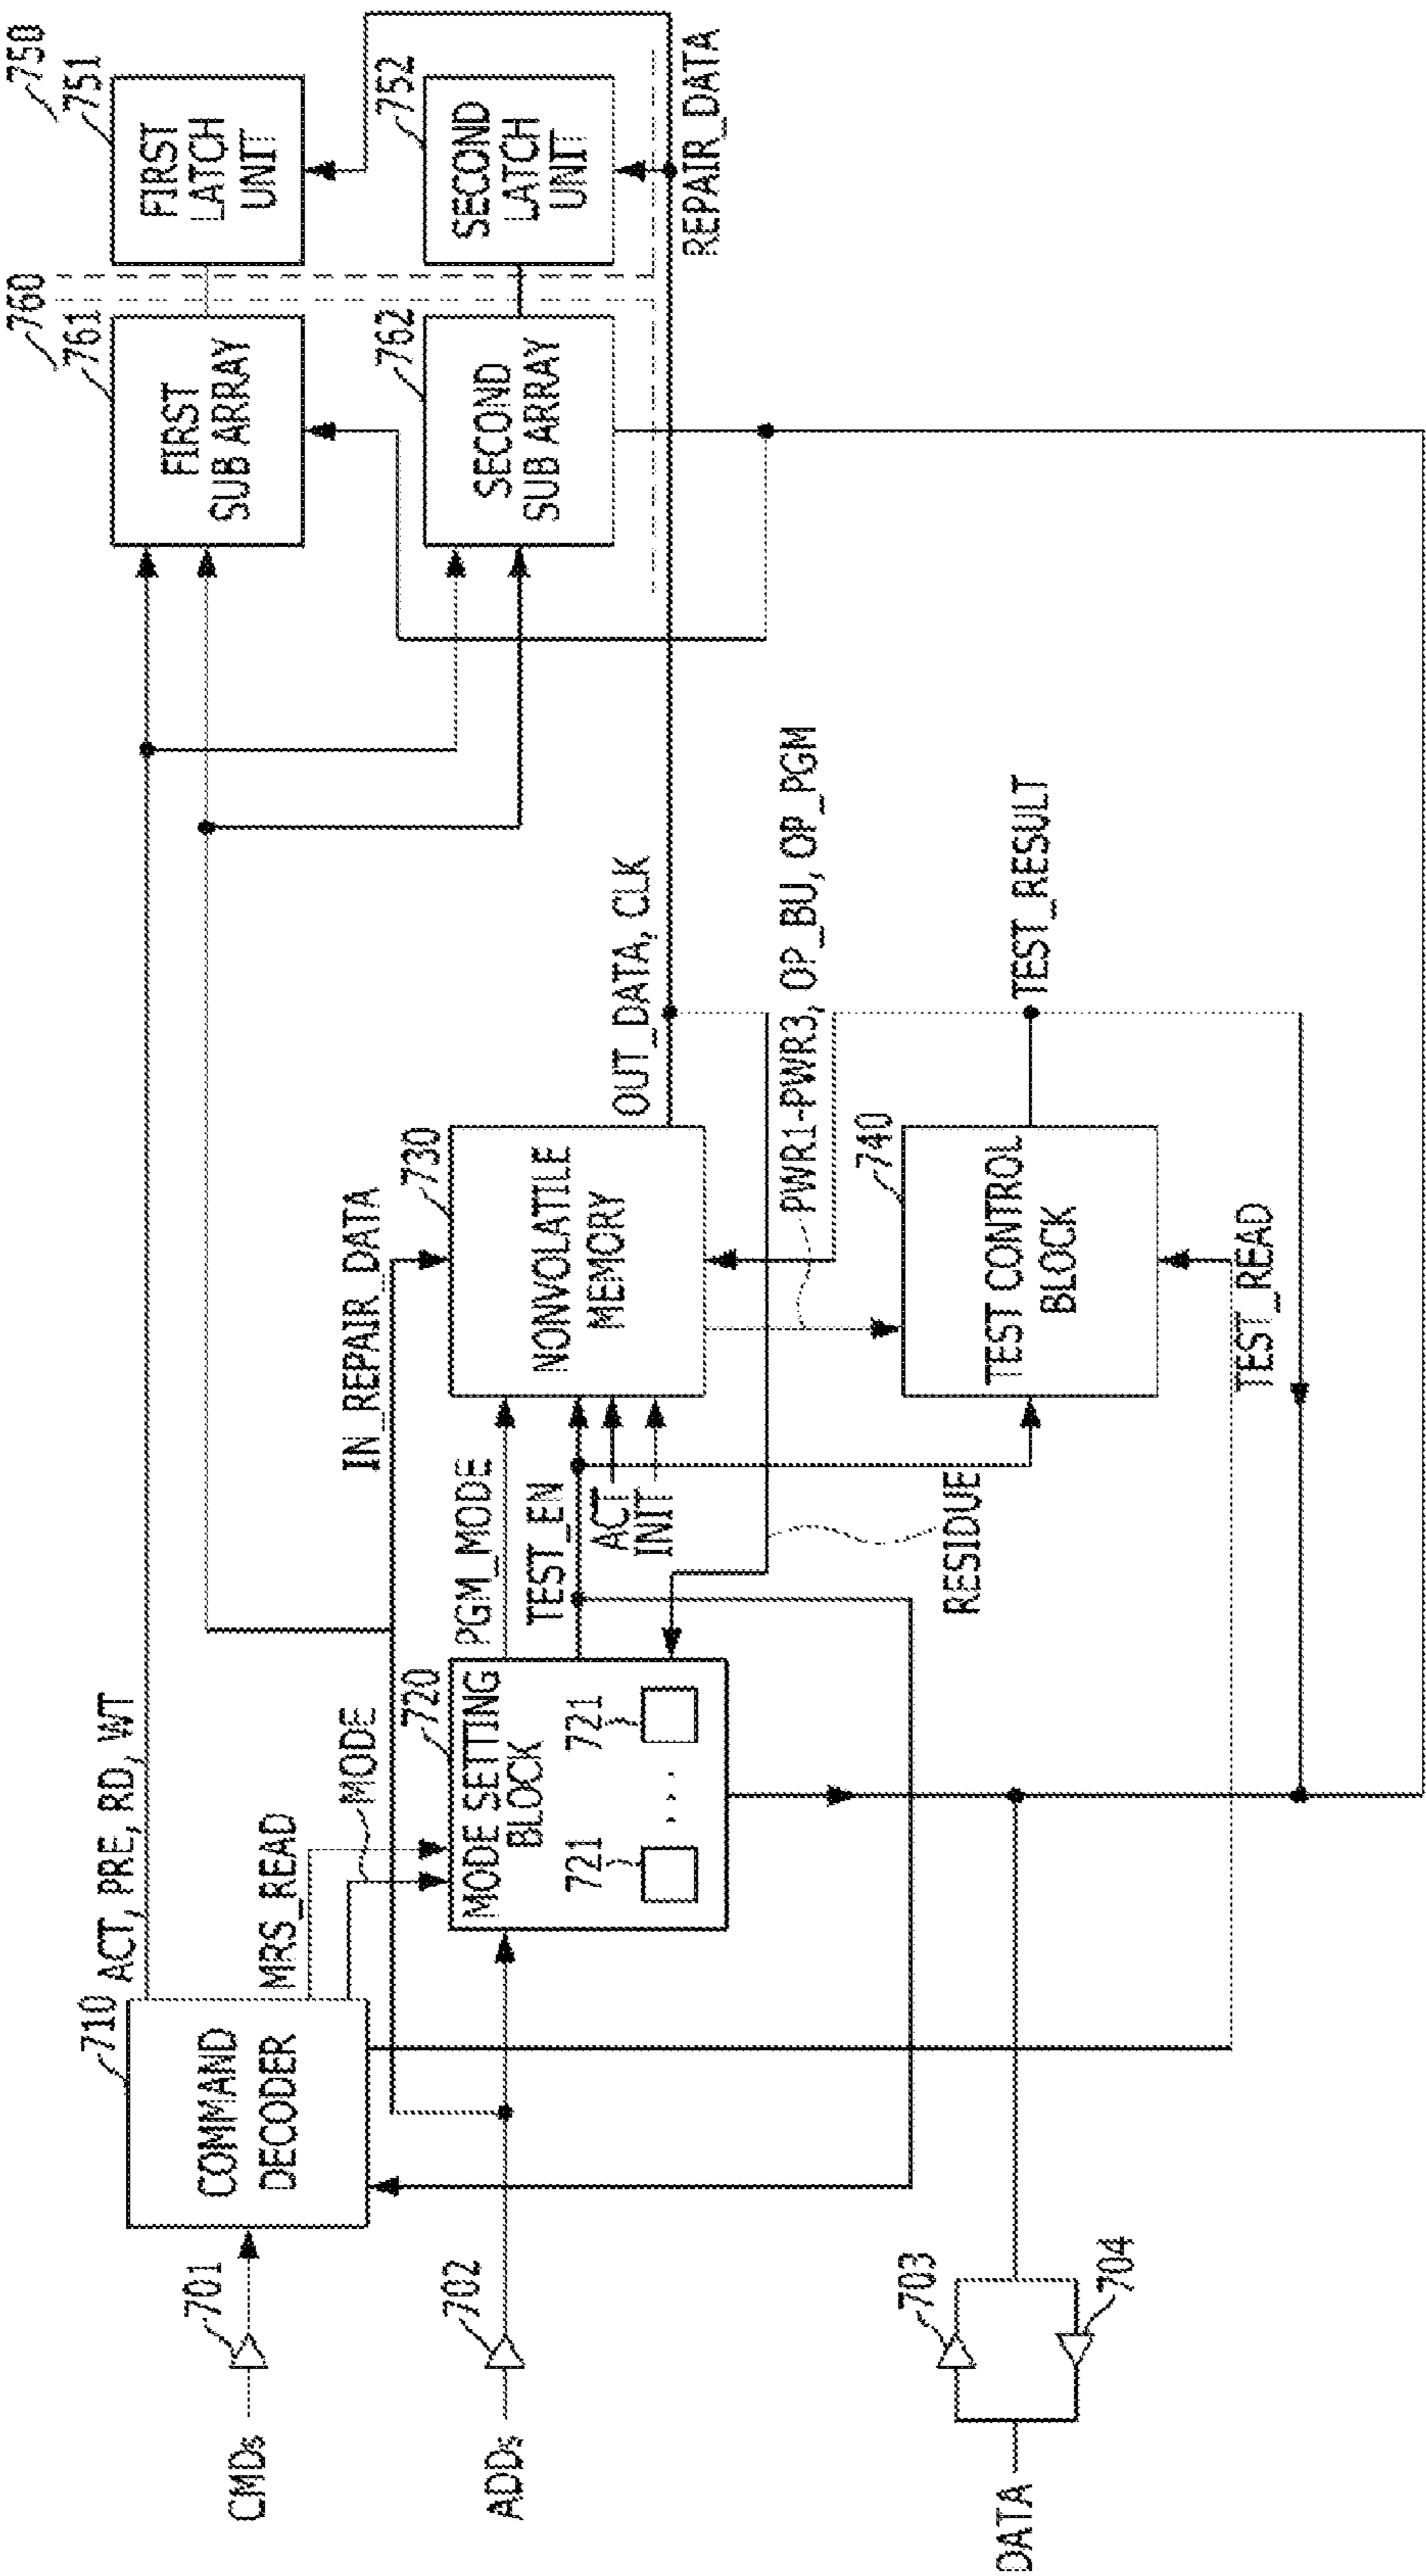 CMDs
701
710
COMMAND
DECODER
ACT, PRE, RD, WT
MRS_READ
MODE
ADDs
702
720
MODE SETTING
BLOCK
721
...
721
PGM_MODE
TEST_EN
ACT
INIT
IN_REPAIR_DATA
730
NONVOLATILE
MEMORY
OUT_DATA, CLK
PWR1-PWR3, OP_BU, OP_PGM
RESIDUE
740
TEST CONTROL
BLOCK
TEST_RESULT
TEST_READ
DATA
703
704
760
761
FIRST
SUB ARRAY
762
SECOND
SUB ARRAY
750
751
FIRST
LATCH
UNIT
752
SECOND
LATCH
UNIT
REPAIR_DATA